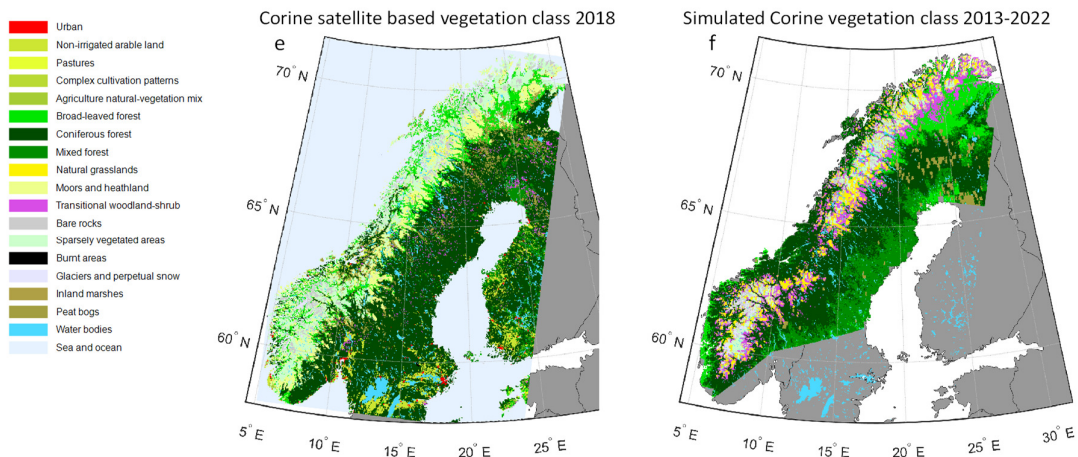 Corine satellite based vegetation class 2018
Simulated Corine vegetation class 2013-2022
Urban
Non-irrigated arable land
Pastures
Complex cultivation patterns
Agriculture natural-vegetation mix
Broad-leaved forest
Coniferous forest
Mixed forest
Natural grasslands
Moors and heathland
Transitional woodland-shrub
Bare rocks
Sparsely vegetated areas
Burnt areas
Glaciers and perpetual snow
Inland marshes
Peat bogs
Water bodies
Sea and ocean
e
70° N
65° N
60° N
5° E
10° E
15° E
20° E
25° E
f
70° N
65° N
60° N
5° E
10° E
15° E
20° E
25° E
30° E